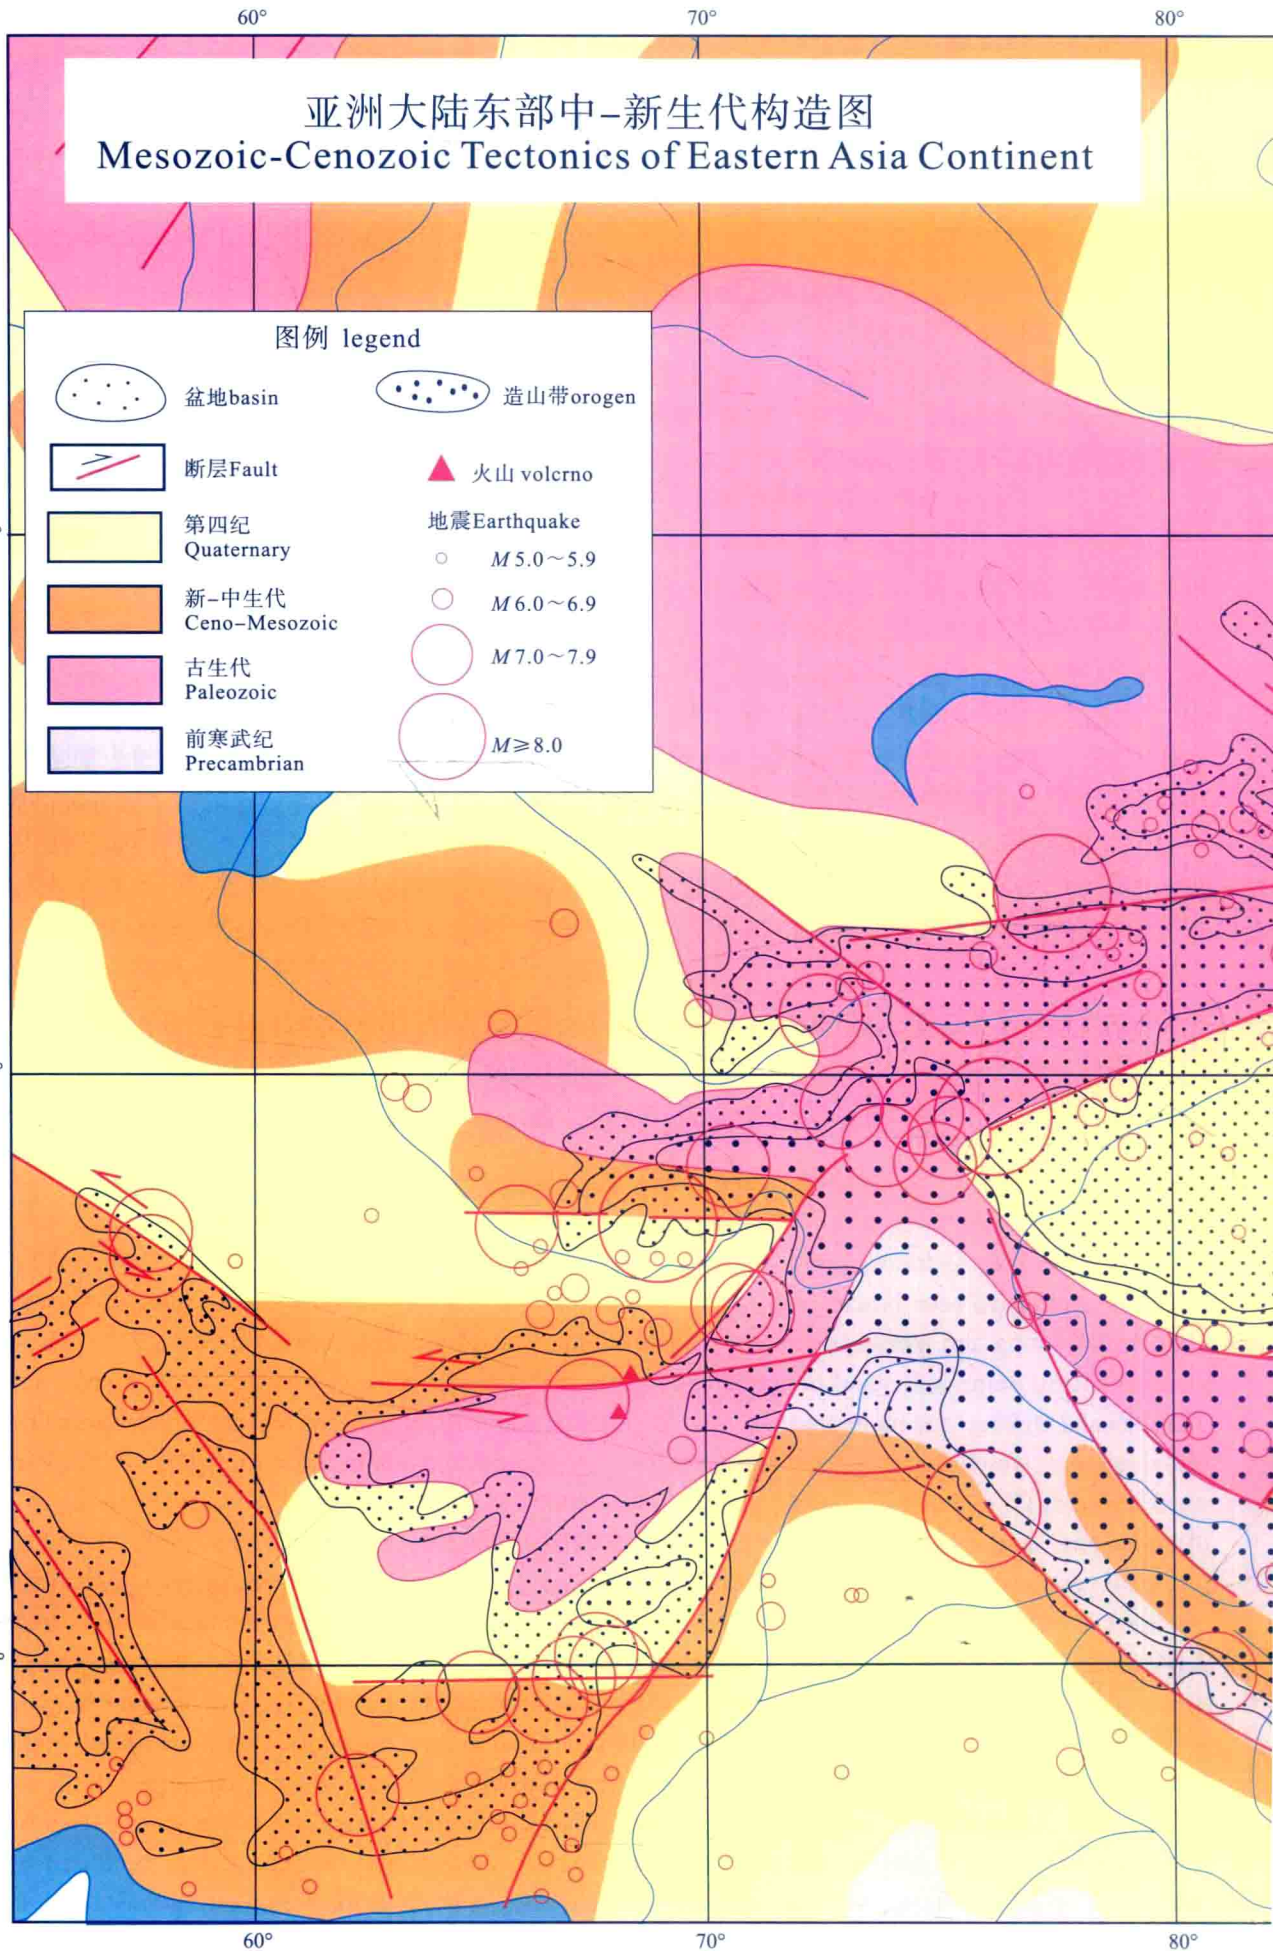 60°
70°
80°
亚洲大陆东部中-新生代构造图
Mesozoic-Cenozoic Tectonics of Eastern Asia Continent
图例 legend
盆地basin
造山带orogen
断层Fault
火山 volcrno
第四纪
Quaternary
地震Earthquake
M 5.0~5.9
新-中生代
Ceno-Mesozoic
M 6.0~6.9
古生代
Paleozoic
M 7.0~7.9
前寒武纪
Precambrian
M≥8.0
60°
70°
80°